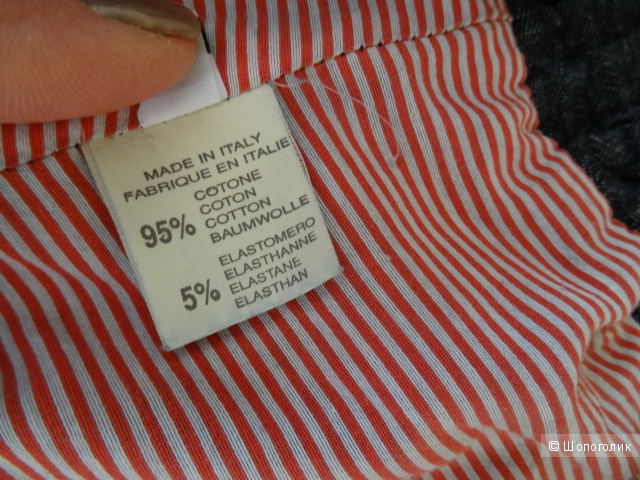 MADE IN ITALY
FABRIQUE EN ITALIE
95%
COTONE
COTON
COTTON
BAUMWOLLE
5%
ELASTOMERO
ELASTHANNE
ELASTANE
ELASTHAN
© Шопоголик